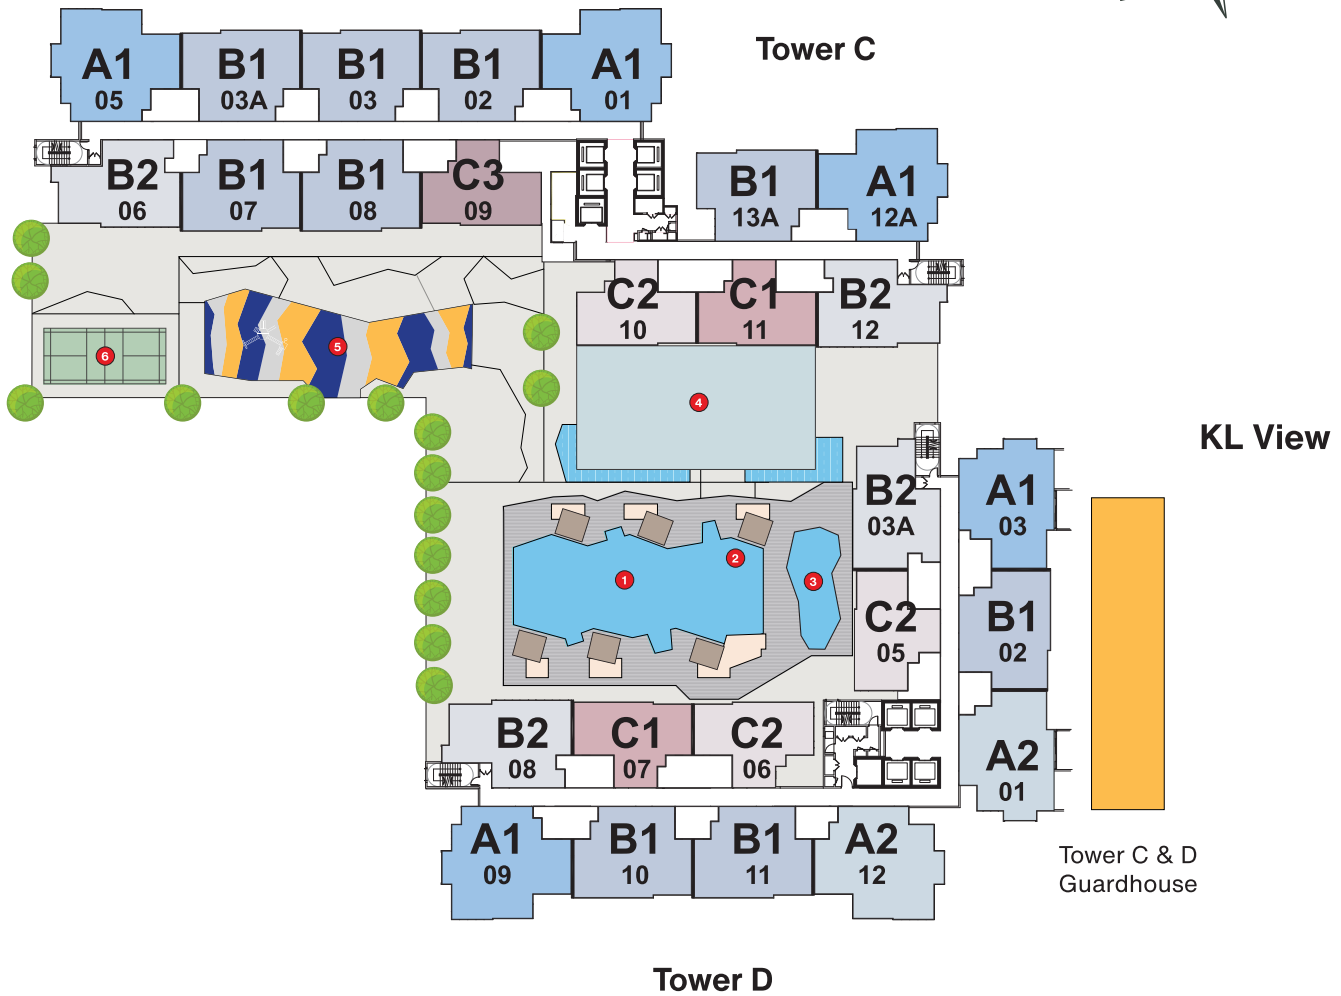 Tower C
A1
05
B1
03A
B1
03
B1
02
A1
01
B2
06
B1
07
B1
08
C3
09
B1
13A
A1
12A
C2
10
C1
11
B2
12
6
5
4
KL View
B2
03A
A1
03
1
2
3
C2
05
B1
02
B2
08
C1
07
C2
06
A2
01
A1
09
B1
10
B1
11
A2
12
Tower C & D
Guardhouse
Tower D